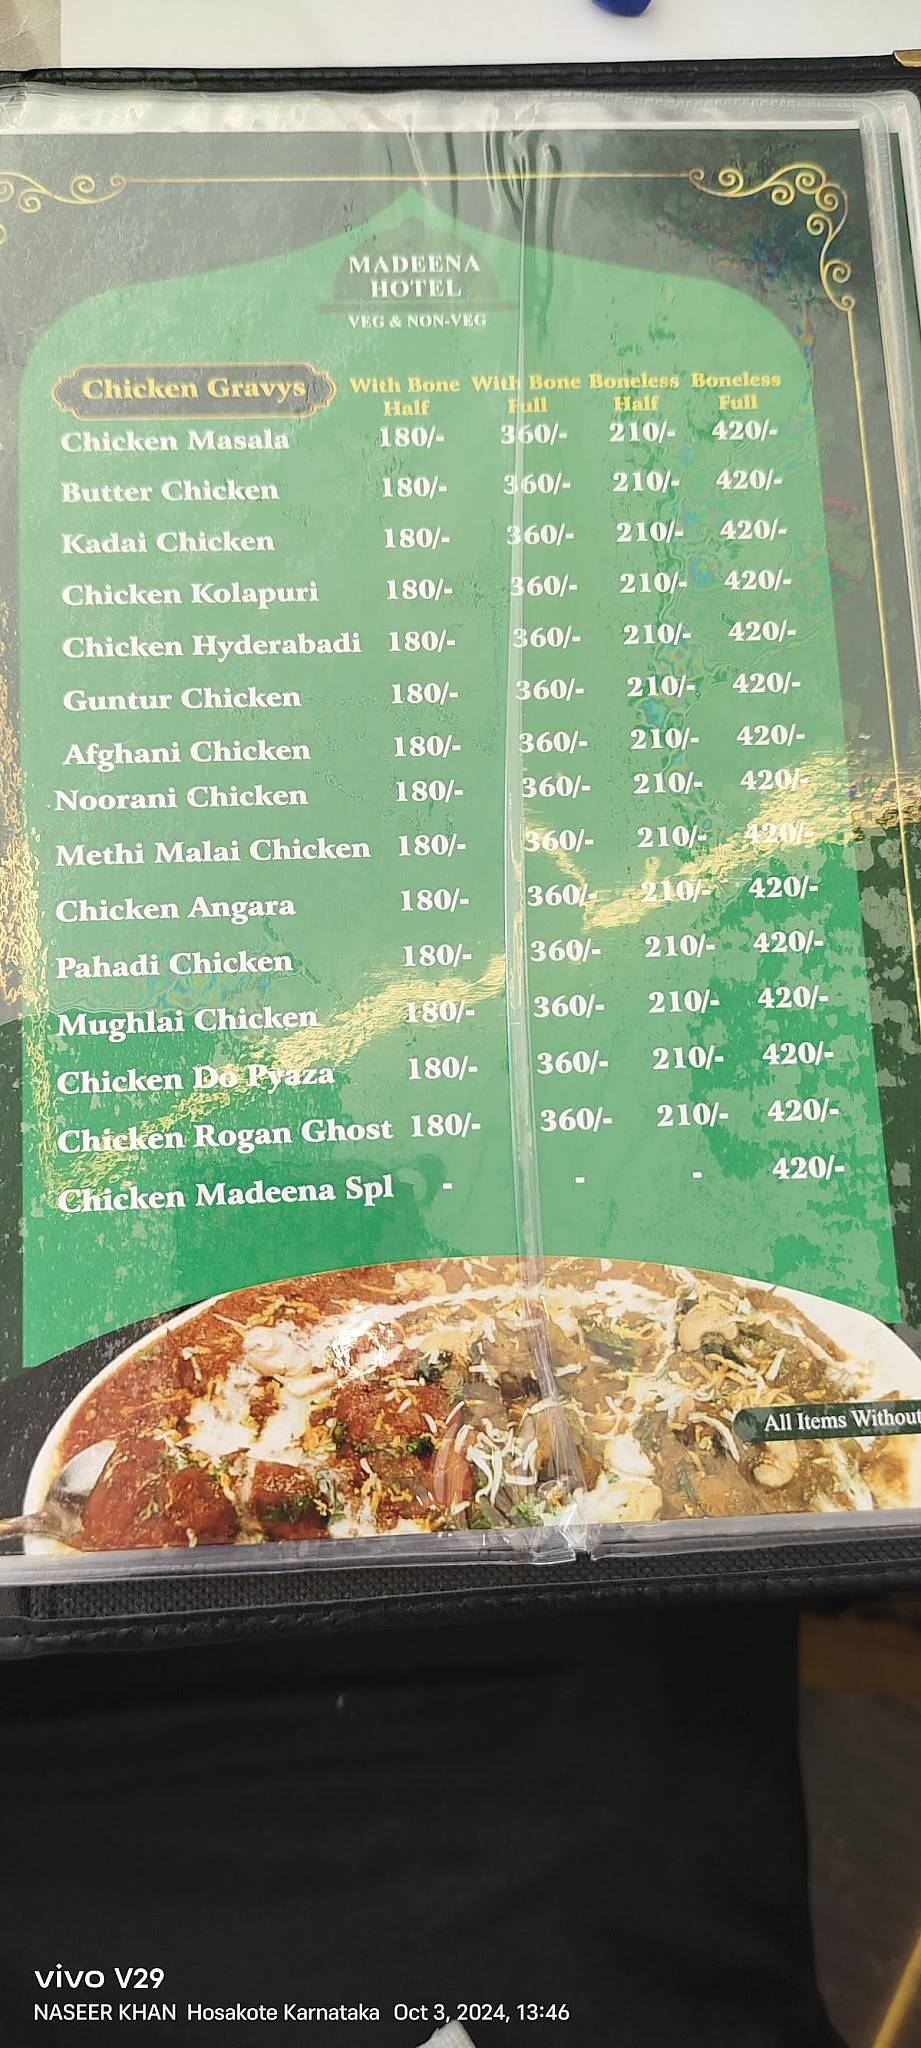 MADEENA
HOTEL
VEG & NON-VEG
Chicken Gravys With Bone Half With Bone Full Boneless Half Boneless Full
Chicken Masala 180/- 360/- 210/- 420/-
Butter Chicken 180/- 360/- 210/- 420/-
Kadai Chicken 180/- 360/- 210/- 420/-
Chicken Kolapuri 180/- 360/- 210/- 420/-
Chicken Hyderabadi 180/- 360/- 210/- 420/-
Guntur Chicken 180/- 360/- 210/- 420/-
Afghani Chicken 180/- 360/- 210/- 420/-
Noorani Chicken 180/- 360/- 210/- 420/-
Methi Malai Chicken 180/- 360/- 210/- 420/-
Chicken Angara 180/- 360/- 210/- 420/-
Pahadi Chicken 180/- 360/- 210/- 420/-
Mughlai Chicken 180/- 360/- 210/- 420/-
Chicken Do Pyaza 180/- 360/- 210/- 420/-
Chicken Rogan Ghost 180/- 360/- 210/- 420/-
Chicken Madeena Spl - - - 420/-
All Items Without
vivo V29
NASEER KHAN Hosakote Karnataka Oct 3, 2024, 13:46